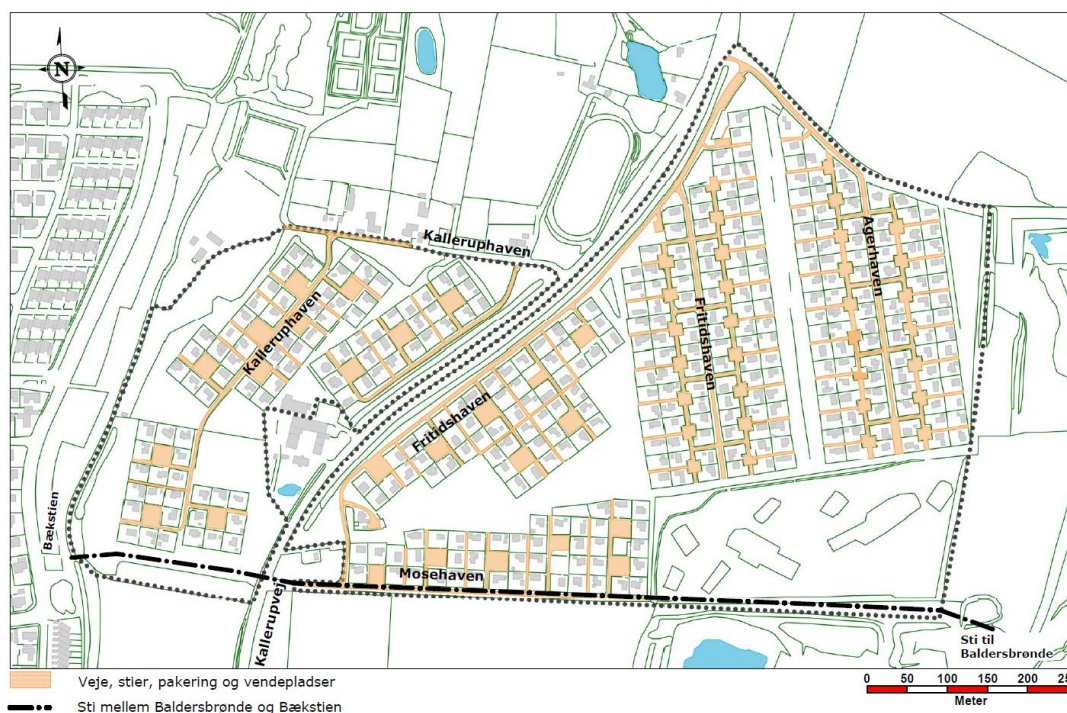 N
Kalleruphaven
Kalleruphaven
Agerhaven
Fritidshaven
Fritidshaven
Bækstien
Mosehaven
Kallerupvej
Sti til
Baldersbrønde
Veje, stier, pakering og vendepladser
Sti mellem Baldersbrønde og Bækstien
0 50 100 150 200 25
Meter